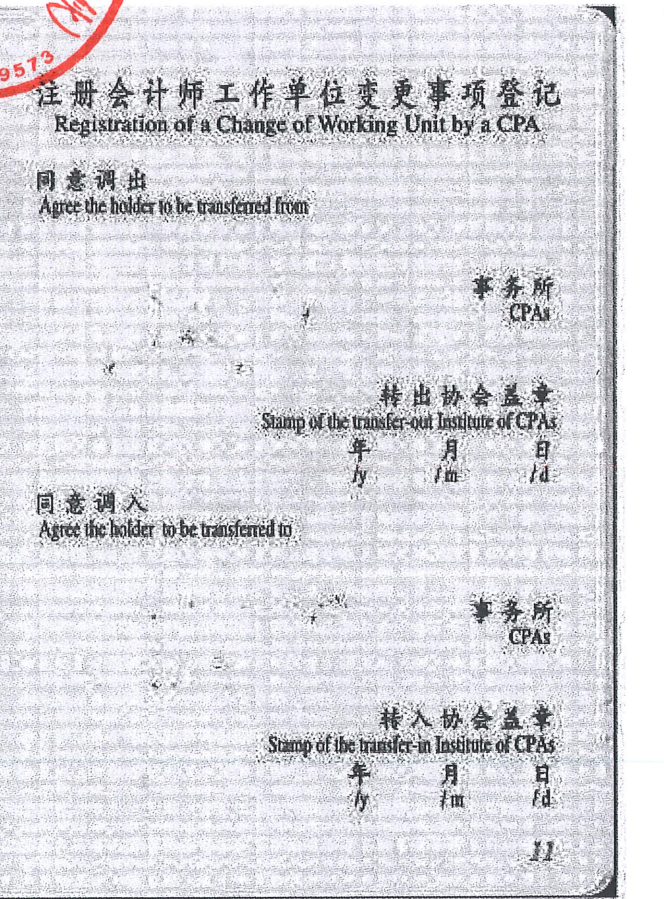 9573
注册会计师工作单位变更事项登记
Registration of a Change of Working Unit by a CPA
同意调出
Agree the holder to be transferred from
事务所
CPAs
转出协会盖章
Stamp of the transfer-out Institute of CPAs
年 月 日
/y /m /d
同意调入
Agree the holder to be transferred to
事务所
CPAs
转入协会盖章
Stamp of the transfer-in Institute of CPAs
年 月 日
/y /m /d
11